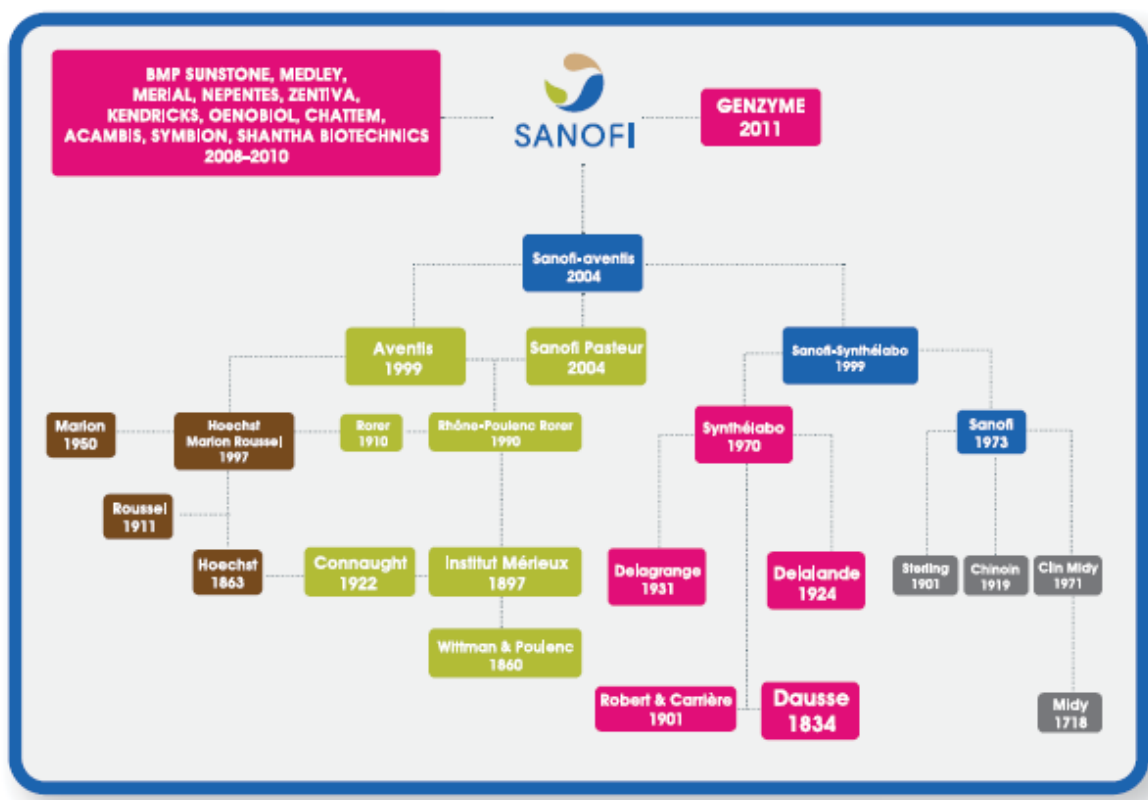 BMP SUNSTONE, MEDLEY,
MERIAL, NEPENTES, ZENTIVA,
KENDRICKS, OENOBIOL, CHATTEM,
ACAMBIS, SYMBION, SHANTHA BIOTECHNICS
2008–2010
SANOFI
GENZYME
2011
Sanofi-aventis
2004
Aventis
1999
Sanofi Pasteur
2004
Sanofi-Synthélabo
1999
Marion
1950
Hoechst
Marion Roussel
1997
Rorer
1910
Rhône-Poulenc Rorer
1990
Synthélabo
1970
Sanofi
1973
Roussel
1911
Hoechst
1863
Connaught
1922
Institut Mérieux
1897
Delagrange
1931
Delalande
1924
Sterling
1901
Chinoin
1919
Clin Midy
1971
Wittman & Poulenc
1860
Robert & Carrière
1901
Dausse
1834
Midy
1718